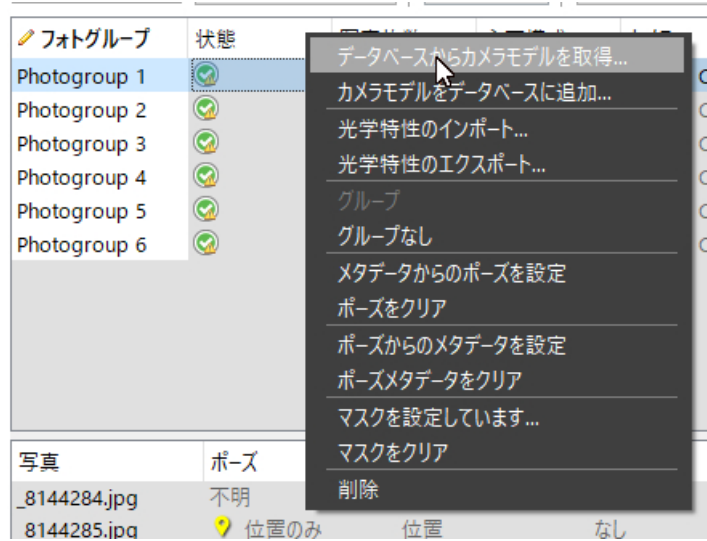 フォトグループ 状態
データベースからカメラモデルを取得...
Photogroup 1
カメラモデルをデータベースに追加...
Photogroup 2
光学特性のインポート...
Photogroup 3
光学特性のエクスポート...
Photogroup 4
グループ
Photogroup 5
グループなし
Photogroup 6
メタデータからのポーズを設定
ポーズをクリア
ポーズからのメタデータを設定
ポーズメタデータをクリア
マスクを設定しています...
マスクをクリア
削除
写真 ポーズ
_8144284.jpg 不明
8144285.jpg 位置のみ 位置 なし